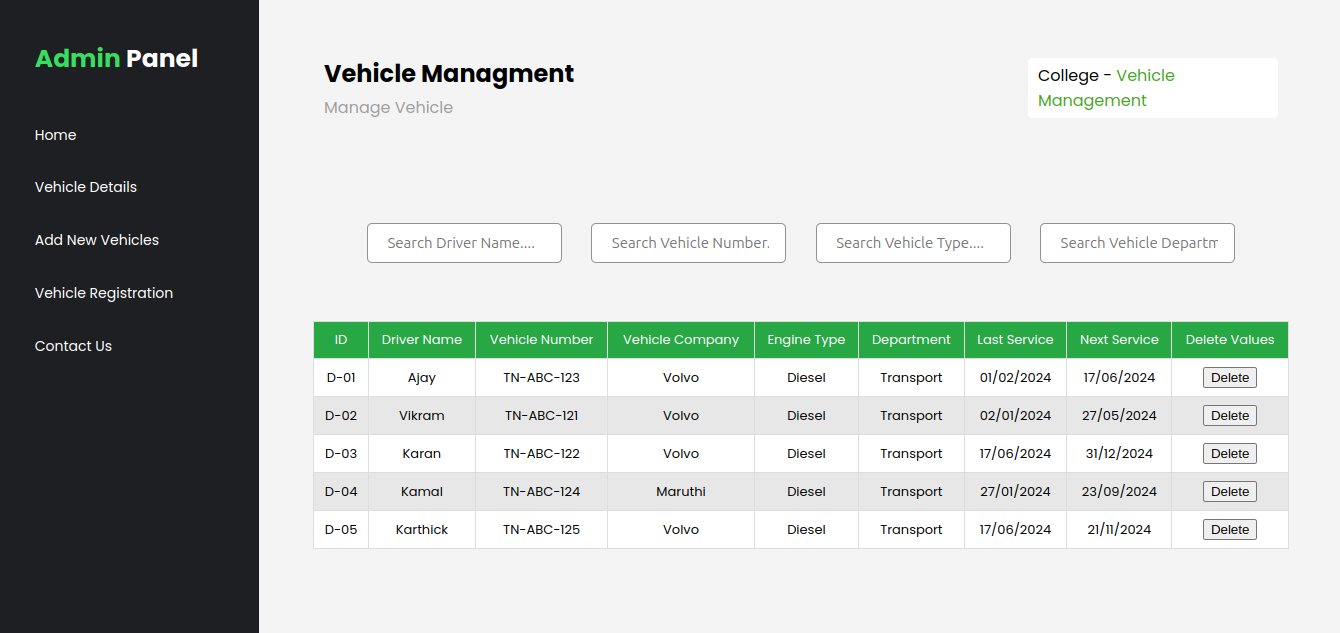 Admin Panel
Home
Vehicle Details
Add New Vehicles
Vehicle Registration
Contact Us
Vehicle Managment
Manage Vehicle
College - Vehicle
Management
Search Driver Name.... Search Vehicle Number. Search Vehicle Type.... Search Vehicle Departm
ID Driver Name Vehicle Number Vehicle Company Engine Type Department Last Service Next Service Delete Values
D-01 Ajay TN-ABC-123 Volvo Diesel Transport 01/02/2024 17/06/2024 Delete
D-02 Vikram TN-ABC-121 Volvo Diesel Transport 02/01/2024 27/05/2024 Delete
D-03 Karan TN-ABC-122 Volvo Diesel Transport 17/06/2024 31/12/2024 Delete
D-04 Kamal TN-ABC-124 Maruthi Diesel Transport 27/01/2024 23/09/2024 Delete
D-05 Karthick TN-ABC-125 Volvo Diesel Transport 17/06/2024 21/11/2024 Delete